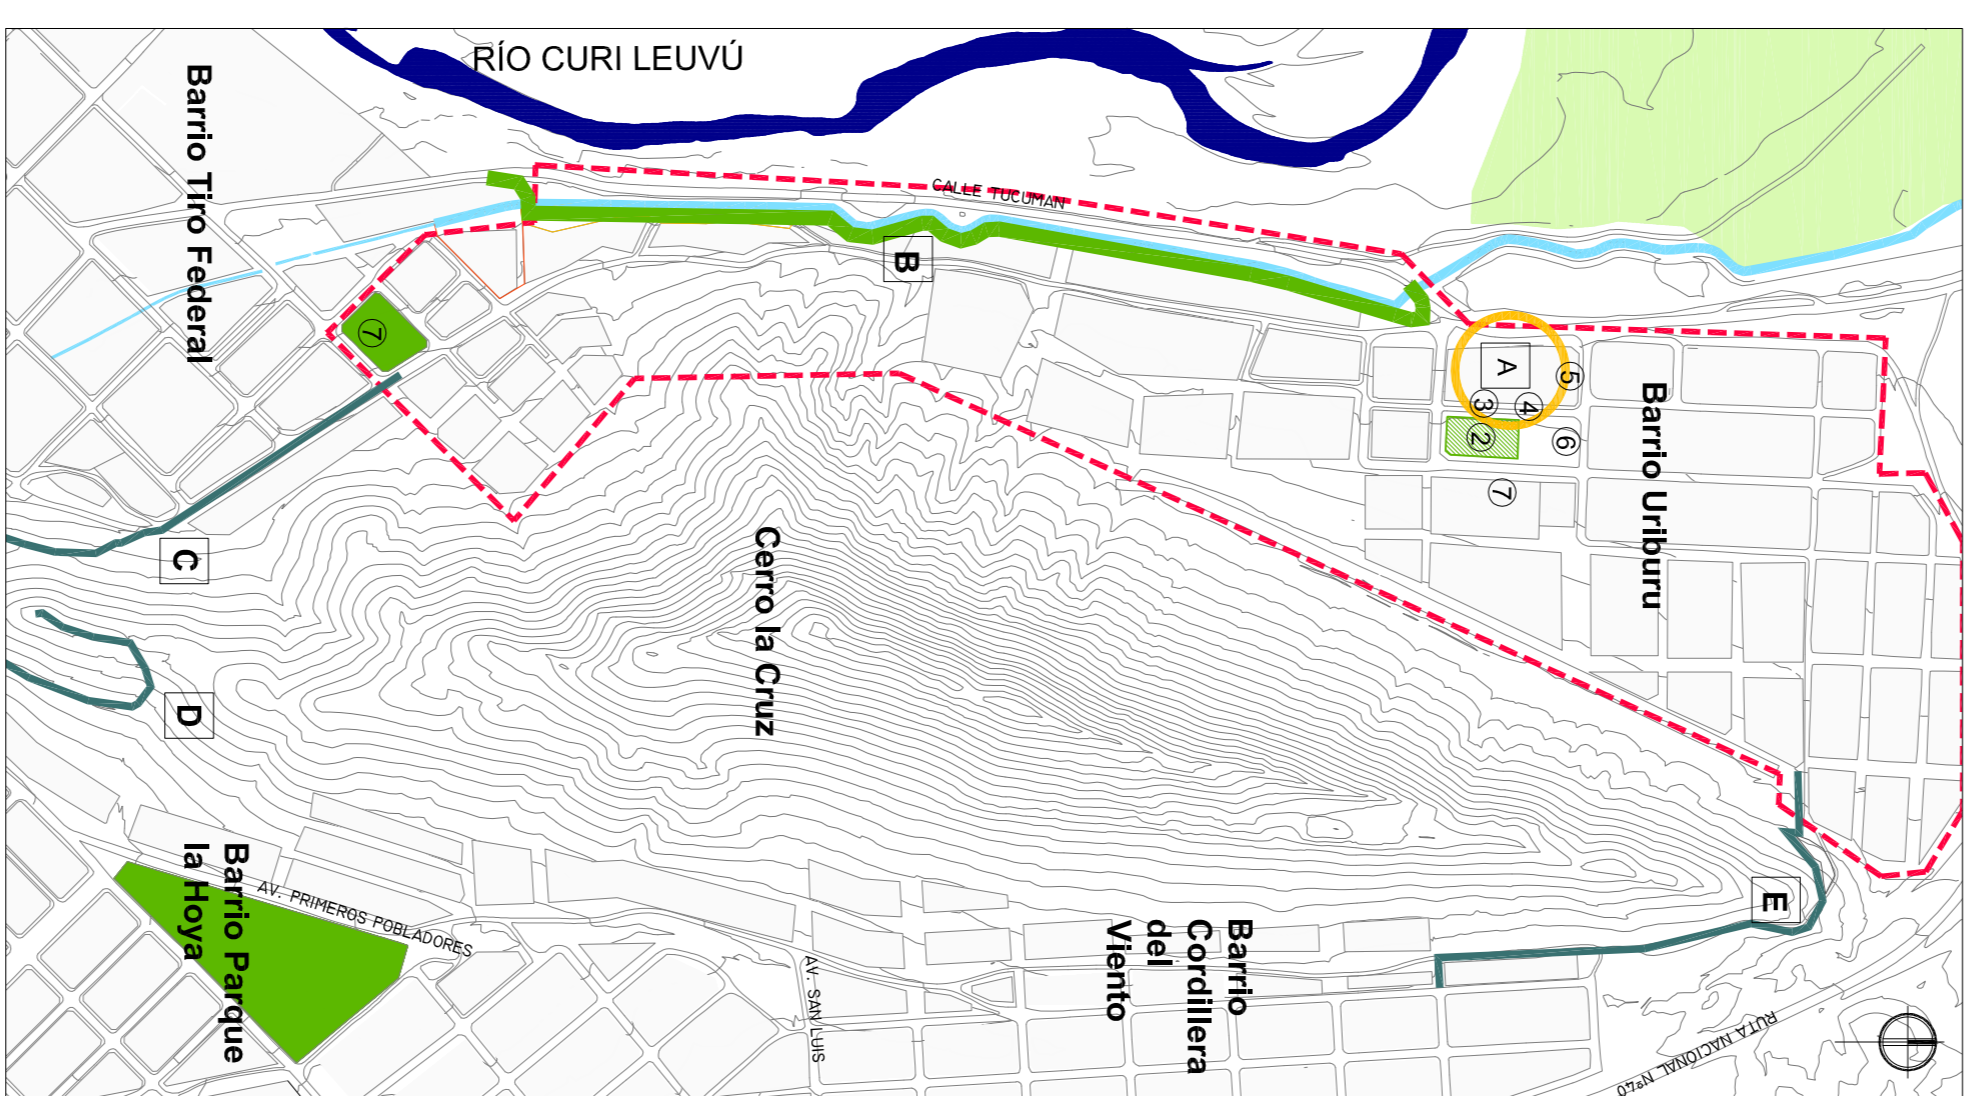 RÍO CURI LEUVÚ
Barrio Tiro Federal
CALLE TUCUMAN
B
A
5
3
4
2
6
7
7
Barrio Uriburu
C
D
Cerro la Cruz
E
Barrio Parque
la Hoya
AV. PRIMEROS POBLADORES
AV. SAN LUIS
Barrio
Cordillera
del
Viento
RUTA NACIONAL Nº40